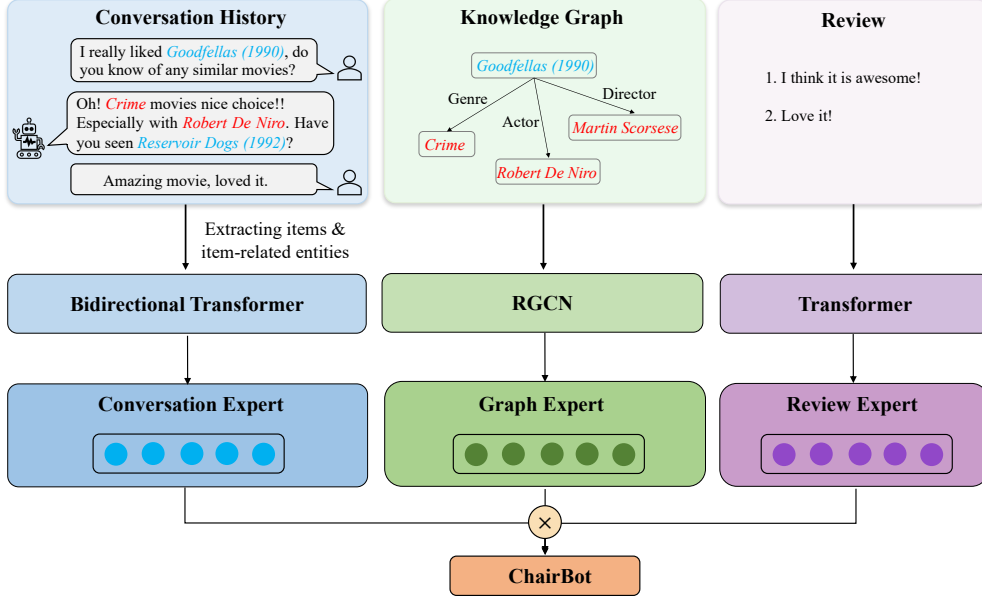 Conversation History
I really liked Goodfellas (1990), do
you know of any similar movies?
Oh! Crime movies nice choice!!
Especially with Robert De Niro. Have
you seen Reservoir Dogs (1992)?
Amazing movie, loved it.
Knowledge Graph
Goodfellas (1990)
Genre
Actor
Director
Crime
Martin Scorsese
Robert De Niro
Review
1. I think it is awesome!
2. Love it!
Extracting items &
item-related entities
Bidirectional Transformer
RGCN
Transformer
Conversation Expert
Graph Expert
Review Expert
×
ChairBot